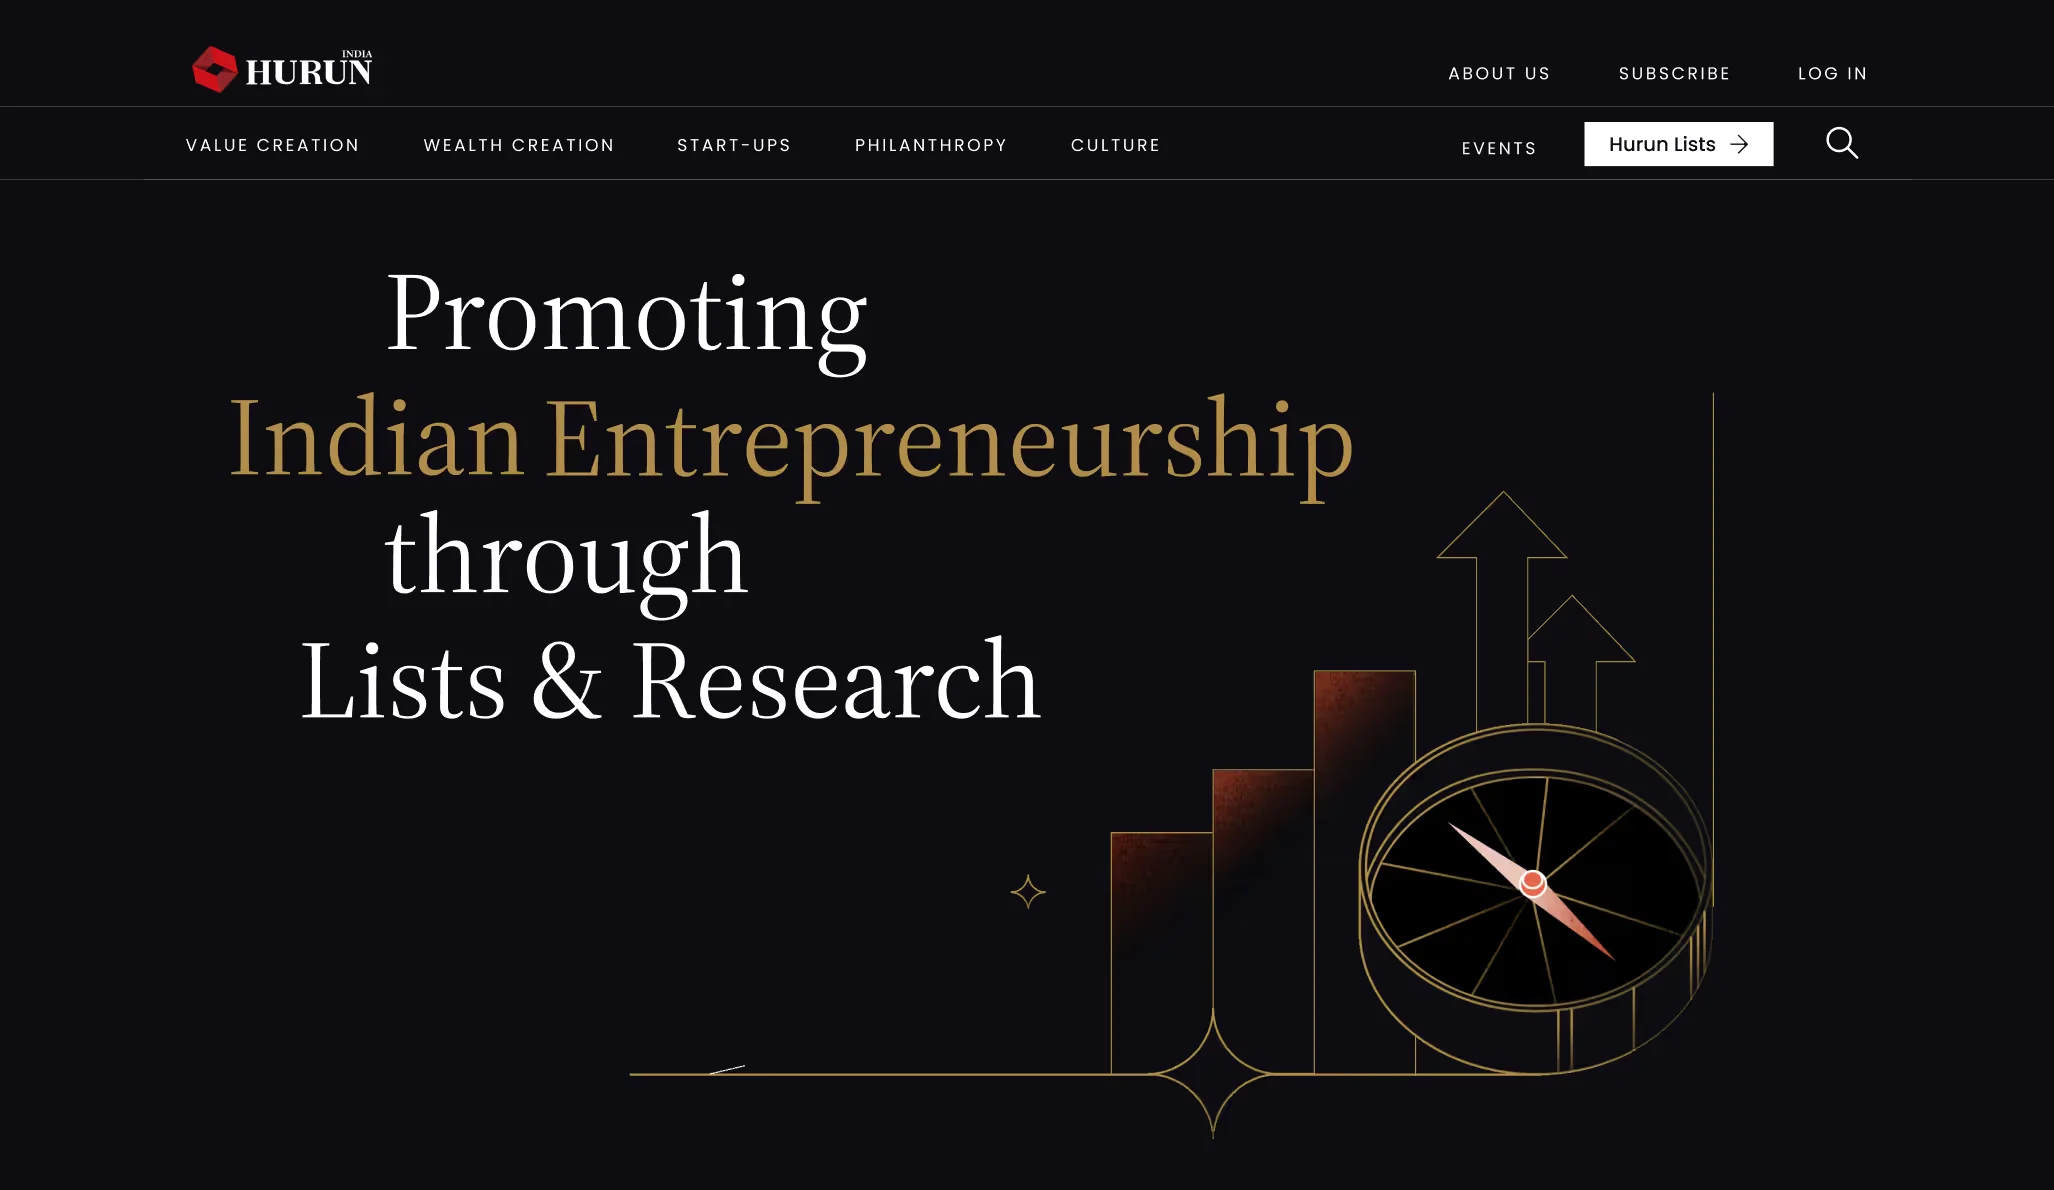 INDIA
HURUN
ABOUT US
SUBSCRIBE
LOG IN
VALUE CREATION
WEALTH CREATION
START-UPS
PHILANTHROPY
CULTURE
EVENTS
Hurun Lists
Promoting
Indian Entrepreneurship
through
Lists & Research